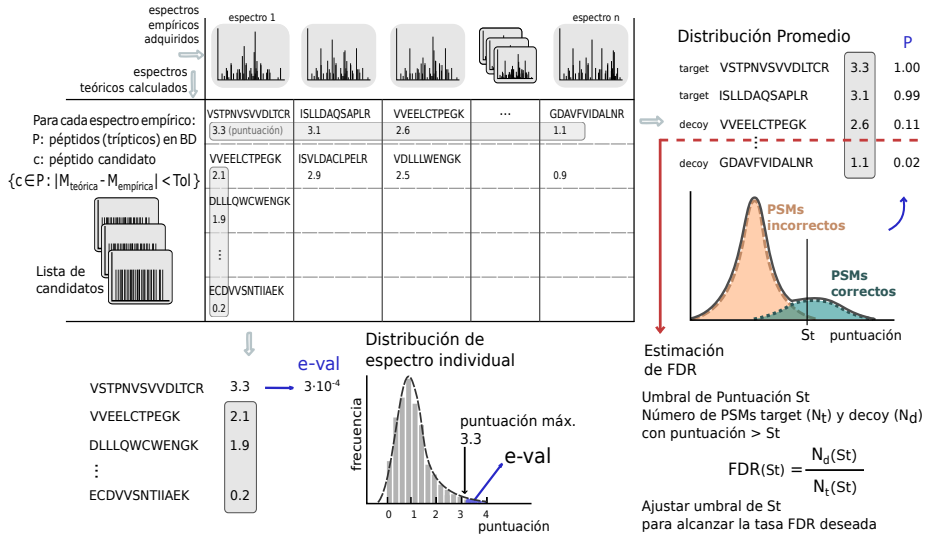 espectros
empíricos
adquiridos
espectro 1
espectro n
espectros
teóricos calculados
Para cada espectro empírico:
P: péptidos (trípticos) en BD
c: péptido candidato
{c∈P: |Mteórica - Mempírica| < Tol }
Lista de
candidatos
VSTPNVSVVDLTCR ISLLDAQSAPLR VVEELCTPEGK ... GDAVFVIDALNR
3.3 (puntuación) 3.1 2.6 1.1
VVEELCTPEGK ISVLDACLPELR VDLLLWENGK
2.1 2.9 2.5 0.9
DLLLQWCWENGK
1.9
⋮
ECDVVSNTIIAEK
0.2
Distribución Promedio
P
target VSTPNVSVVDLTCR 3.3 1.00
target ISLLDAQSAPLR 3.1 0.99
decoy VVEELCTPEGK 2.6 0.11
⋮
decoy GDAVFVIDALNR 1.1 0.02
PSMs
incorrectos
PSMs
correctos
St puntuación
Estimación
de FDR
Umbral de Puntuación St
Número de PSMs target (Nt) y decoy (Nd)
con puntuación > St
FDR(St) = Nd(St)
Nt(St)
Ajustar umbral de St
para alcanzar la tasa FDR deseada
e-val
VSTPNVSVVDLTCR 3.3 3·10-4
VVEELCTPEGK 2.1
DLLLQWCWENGK 1.9
⋮
ECDVVSNTIIAEK 0.2
Distribución de
espectro individual
frecuencia
puntuación máx.
3.3
e-val
0 1 2 3 4
puntuación